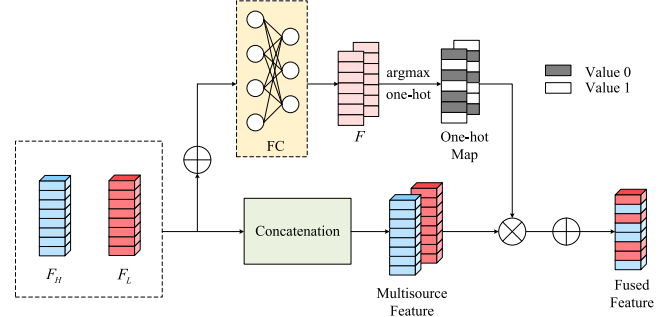 argmax
one-hot
Value 0
Value 1
FC
F
One-hot
Map
Concatenation
F_H
F_L
Multisource
Feature
Fused
Feature